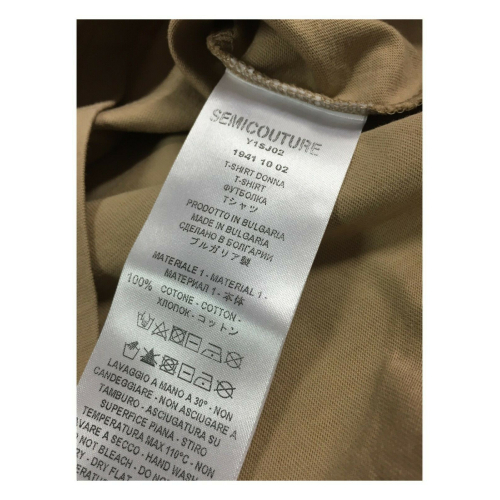 SEMICOUTURE
Y1SJ02
1941 10 02
T-SHIRT DONNA
T-SHIRT
ФУТБОЛКА
Tシャツ
PRODOTTO IN BULGARIA
MADE IN BULGARIA
СДЕЛАНО В БОЛГАРИИ
ブルガリア製
MATERIALE 1 - MATERIAL 1 -
МАТЕРИАЛ 1 - 本体
100% COTONE - COTTON -
ХЛОПОК - コットン
LAVAGGIO A MANO A 30° - NON
CANDEGGIARE - NON ASCIUGARE IN
TAMBURO - ASCIUGATURA SU
SUPERFICE PIANA - STIRO
TEMPERATURA MAX 110°C - NON
LAVARE A SECCO - HAND WASH
DO NOT BLEACH - DO NOT
DRY - DRY FLAT